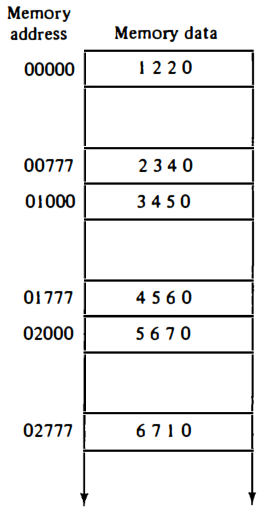 Memory
address Memory data
00000 1 2 2 0
00777 2 3 4 0
01000 3 4 5 0
01777 4 5 6 0
02000 5 6 7 0
02777 6 7 1 0